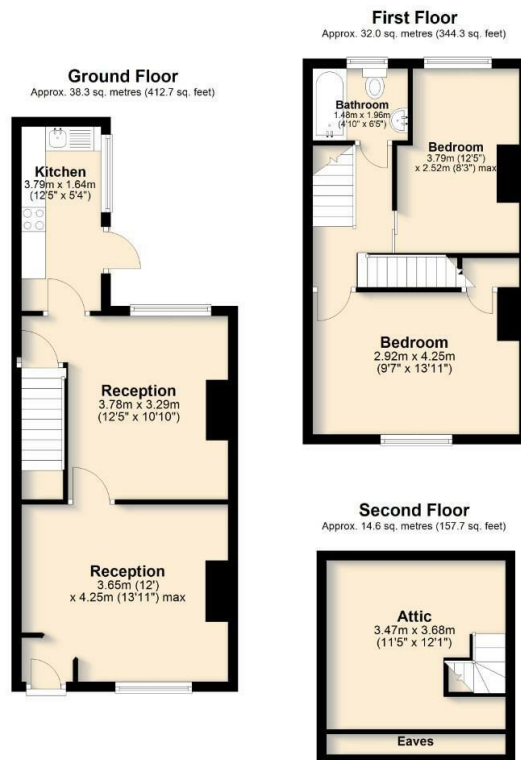 Ground Floor
Approx. 38.3 sq. metres (412.7 sq. feet)
Kitchen
3.79m x 1.64m
(12'5" x 5'4")
Reception
3.78m x 3.29m
(12'5" x 10'10")
Reception
3.65m (12')
x 4.25m (13'11") max
First Floor
Approx. 32.0 sq. metres (344.3 sq. feet)
Bathroom
1.48m x 1.96m
(4'10" x 6'5")
Bedroom
3.79m (12'5")
x 2.52m (8'3") max
Bedroom
2.92m x 4.25m
(9'7" x 13'11")
Second Floor
Approx. 14.6 sq. metres (157.7 sq. feet)
Attic
3.47m x 3.68m
(11'5" x 12'1")
Eaves